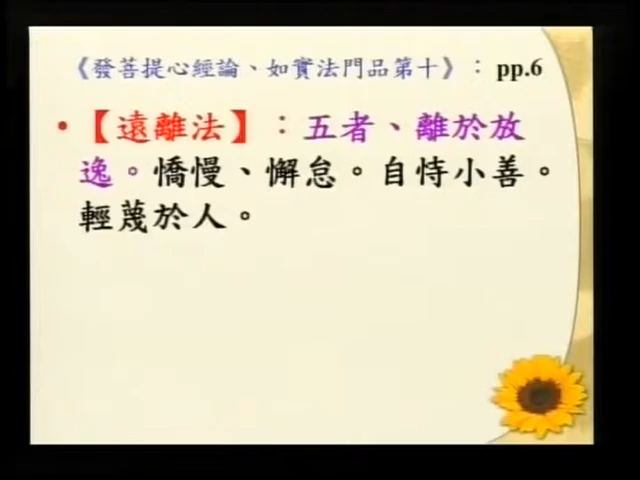 《發菩提心經論、如實法門品第十》：pp.6
•【遠離法】：五者、離於放
逸。憍慢、懈怠。自恃小善。
輕蔑於人。